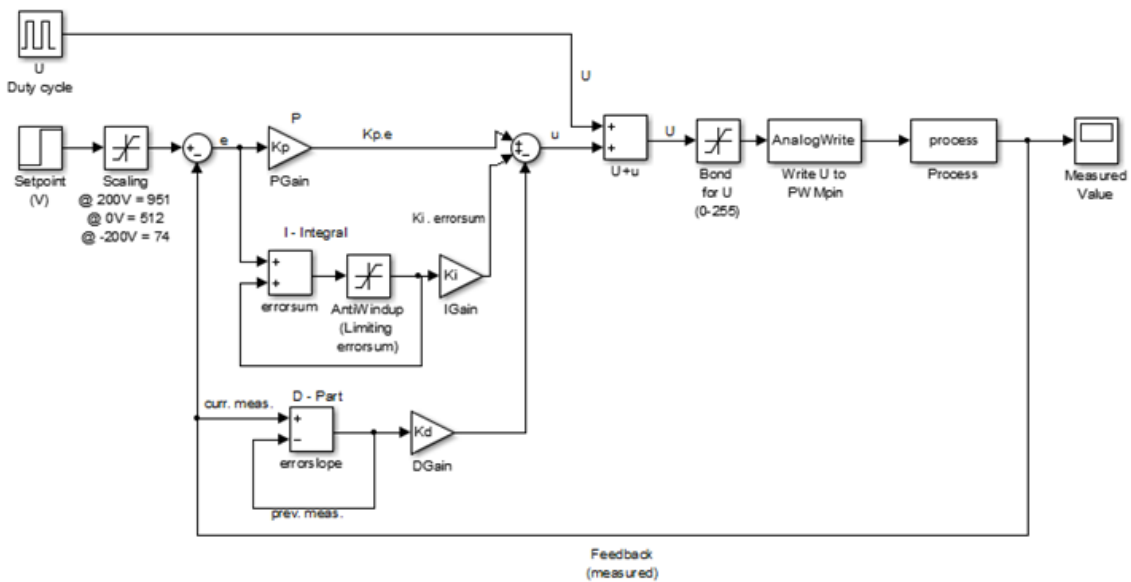 U
Duty cycle
Setpoint
(V)
Scaling
@ 200V = 951
@ 0V = 512
@ -200V = 74
e
P
Kp
PGain
Kp.e
I - Integral
errorsum
AntiWindup
(Limiting
errorsum)
Ki
IGain
Ki . errorsum
curr. meas.
D - Part
errorslope
prev. meas.
Kd
DGain
u
U
U+u
U
Bond
for U
(0-255)
AnalogWrite
Write U to
PW Mpin
process
Process
Measured
Value
Feedback
(measured)